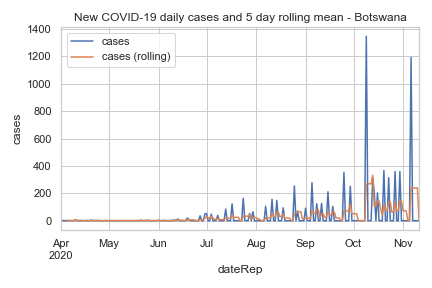 New COVID-19 daily cases and 5 day rolling mean - Botswana
1400
1200
1000
800
600
400
200
0
cases
cases
cases (rolling)
Apr May Jun Jul Aug Sep Oct Nov
2020
dateRep